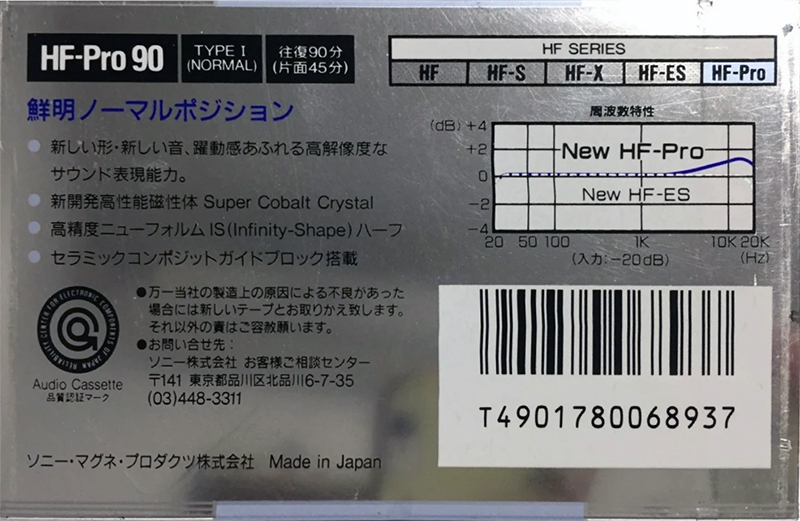 HF-Pro 90
TYPE I
(NORMAL)
往復90分
(片面45分)
HF SERIES
HF HF-S HF-X HF-ES HF-Pro
鮮明ノーマルポジション
新しい形・新しい音、躍動感あふれる高解像度な
サウンド表現能力。
新開発高性能磁性体 Super Cobalt Crystal
高精度ニューフォルムIS(Infinity-Shape)ハーフ
セラミックコンポジットガイドブロック搭載
周波数特性
(dB) +4
+2
0
-2
-4
New HF-Pro
New HF-ES
20 50 100 1K 10K 20K
(入力:-20dB) (Hz)
RELIABILITY CENTER FOR ELECTRONIC COMPONENTS OF JAPAN
Audio Cassette
品質認証マーク
●万一当社の製造上の原因による不良があった
場合には新しいテープとお取りかえ致します。
それ以外の責はご容赦願います。
●お問い合せ先:
ソニー株式会社 お客様ご相談センター
〒141 東京都品川区北品川6-7-35
(03)448-3311
T4901780068937
ソニー・マグネ・プロダクツ株式会社 Made in Japan